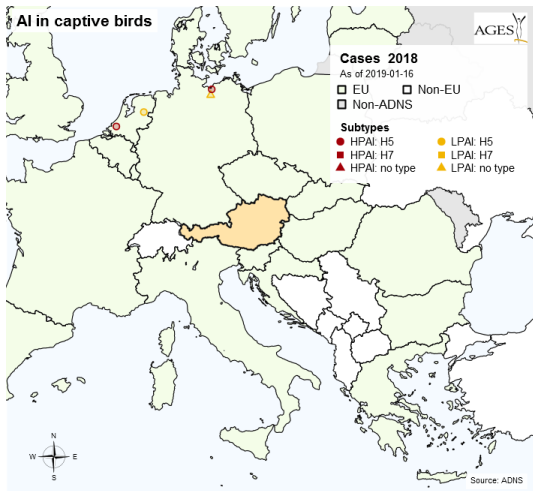 AI in captive birds
AGES
Cases 2018
As of 2019-01-16
EU
Non-EU
Non-ADNS
Subtypes
HPAI: H5
LPAI: H5
HPAI: H7
LPAI: H7
HPAI: no type
LPAI: no type
N
W
E
S
Source: ADNS